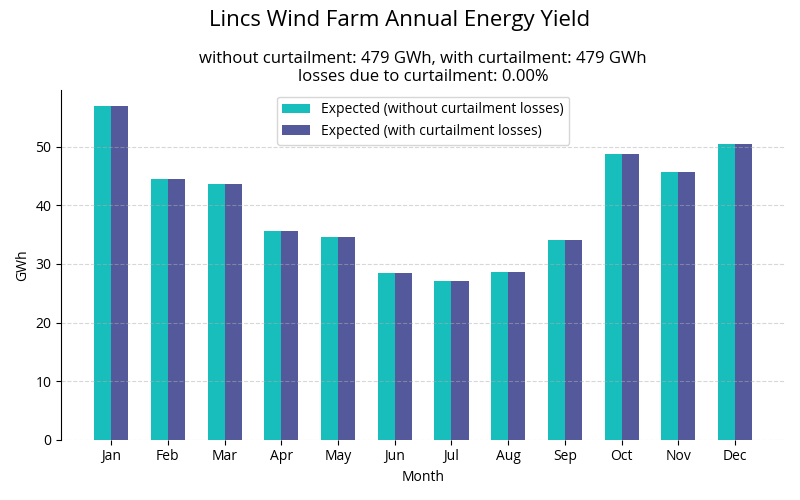 Lincs Wind Farm Annual Energy Yield
without curtailment: 479 GWh, with curtailment: 479 GWh
losses due to curtailment: 0.00%
Expected (without curtailment losses)
Expected (with curtailment losses)
GWh
50
40
30
20
10
0
Jan Feb Mar Apr May Jun Jul Aug Sep Oct Nov Dec
Month